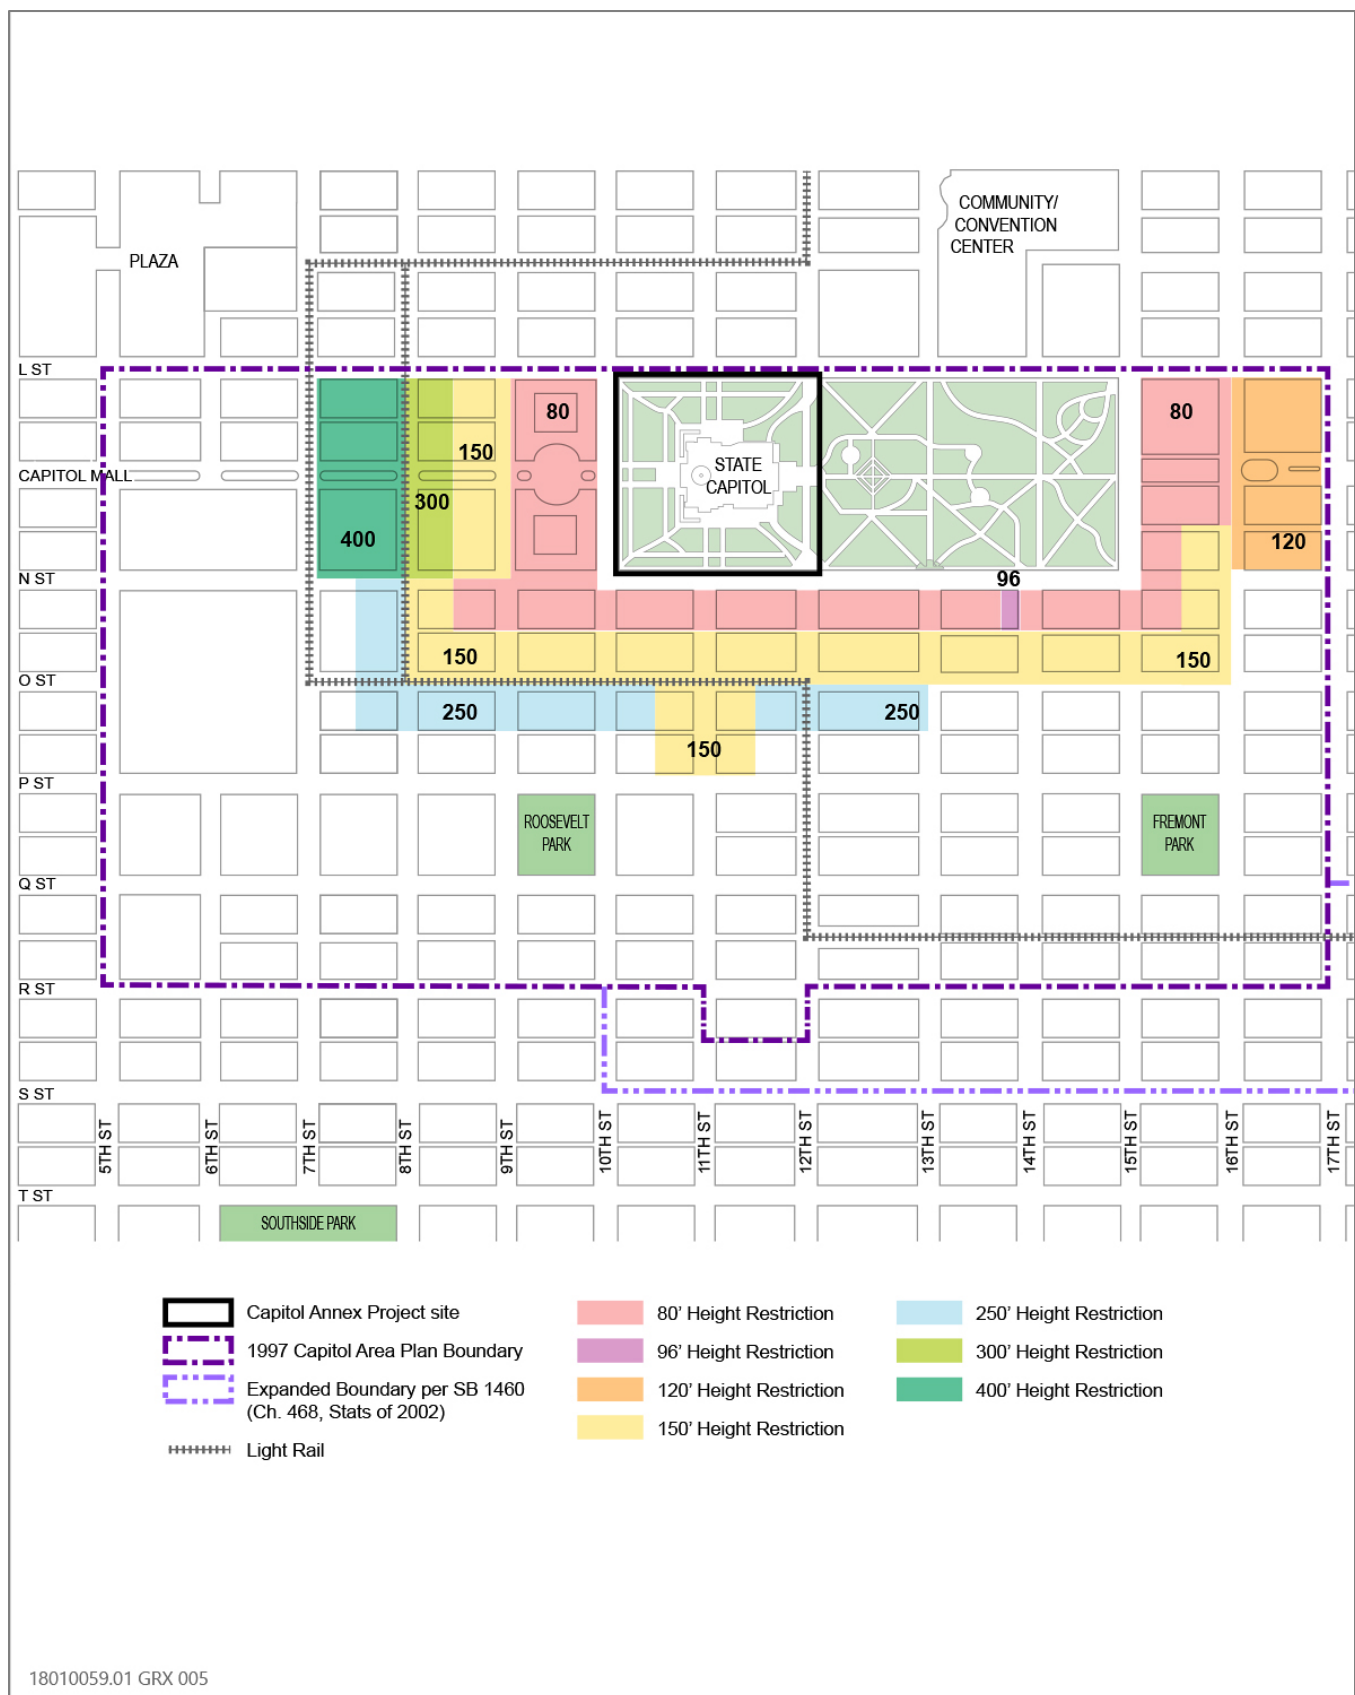 COMMUNITY/
CONVENTION
CENTER
PLAZA
L ST
80
80
150
STATE
CAPITOL
CAPITOL MALL
300
400
120
N ST
96
150
150
O ST
250
250
150
P ST
ROOSEVELT
PARK
FREMONT
PARK
Q ST
R ST
S ST
5TH ST
6TH ST
7TH ST
8TH ST
9TH ST
10TH ST
11TH ST
12TH ST
13TH ST
14TH ST
15TH ST
16TH ST
17TH ST
T ST
SOUTHSIDE PARK
Capitol Annex Project site
1997 Capitol Area Plan Boundary
Expanded Boundary per SB 1460
(Ch. 468, Stats of 2002)
Light Rail
80' Height Restriction
96' Height Restriction
120' Height Restriction
150' Height Restriction
250' Height Restriction
300' Height Restriction
400' Height Restriction
18010059.01 GRX 005